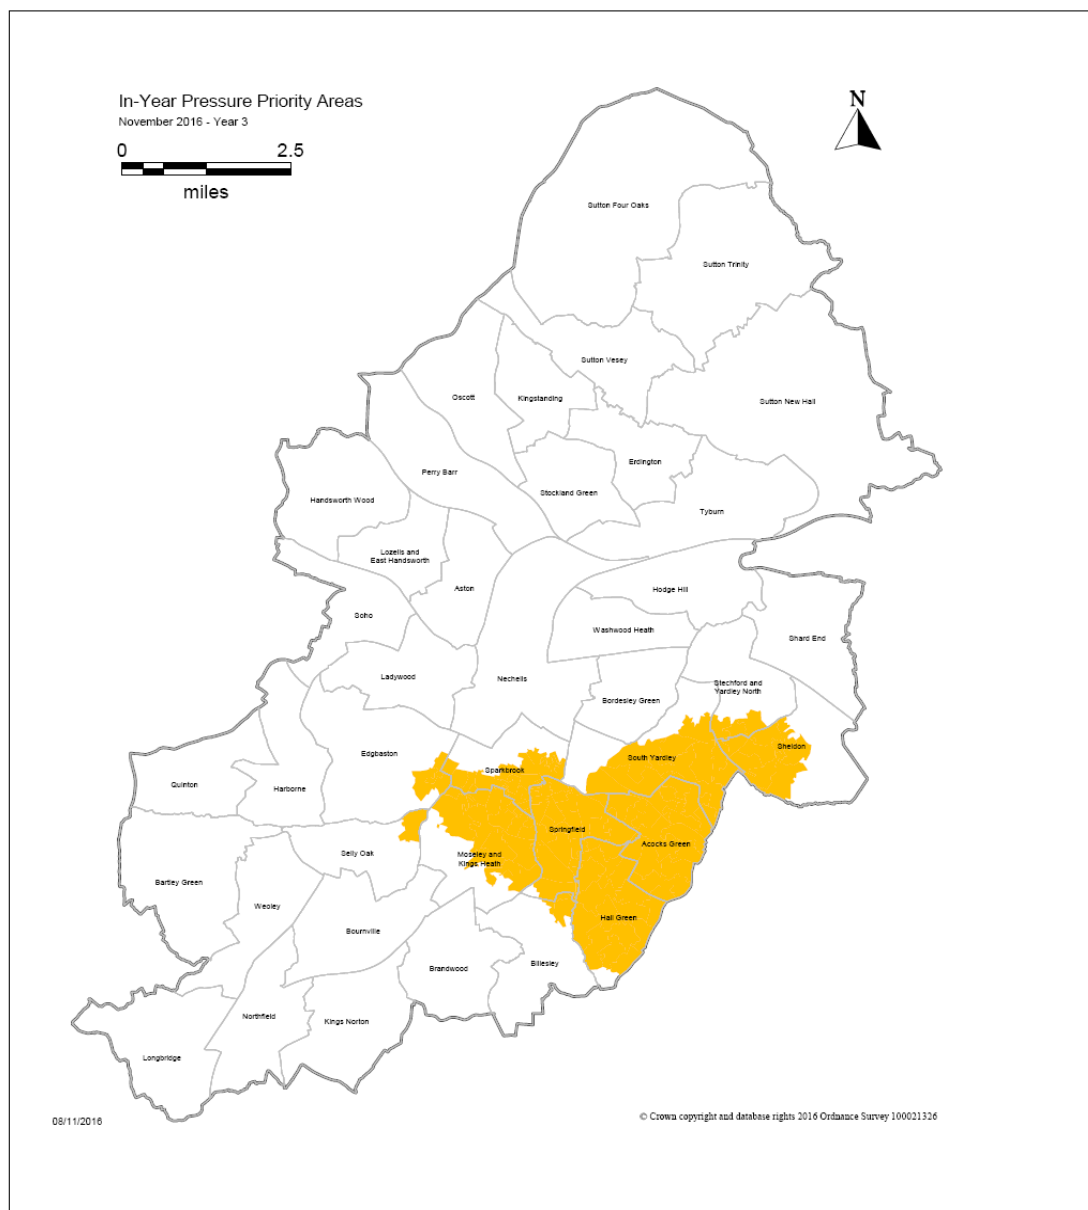 In-Year Pressure Priority Areas
November 2016 - Year 3
0 2.5
miles
N
Sutton Four Oaks
Sutton Trinity
Sutton Vesey
Oscott
Kingstanding
Sutton New Hall
Erdington
Perry Barr
Stockland Green
Handsworth Wood
Tyburn
Lozells and
East Handsworth
Aston
Hodge Hill
Soho
Washwood Heath
Shard End
Ladywood
Nechells
Stechford and
Yardley North
Bordesley Green
Edgbaston
Sheldon
South Yardley
Sparkbrook
Quinton
Harborne
Springfield
Acocks Green
Selly Oak
Moseley and
Kings Heath
Bartley Green
Weoley
Hall Green
Bournville
Billesley
Brandwood
Northfield
Kings Norton
Longbridge
08/11/2016
© Crown copyright and database rights 2016 Ordnance Survey 100021326